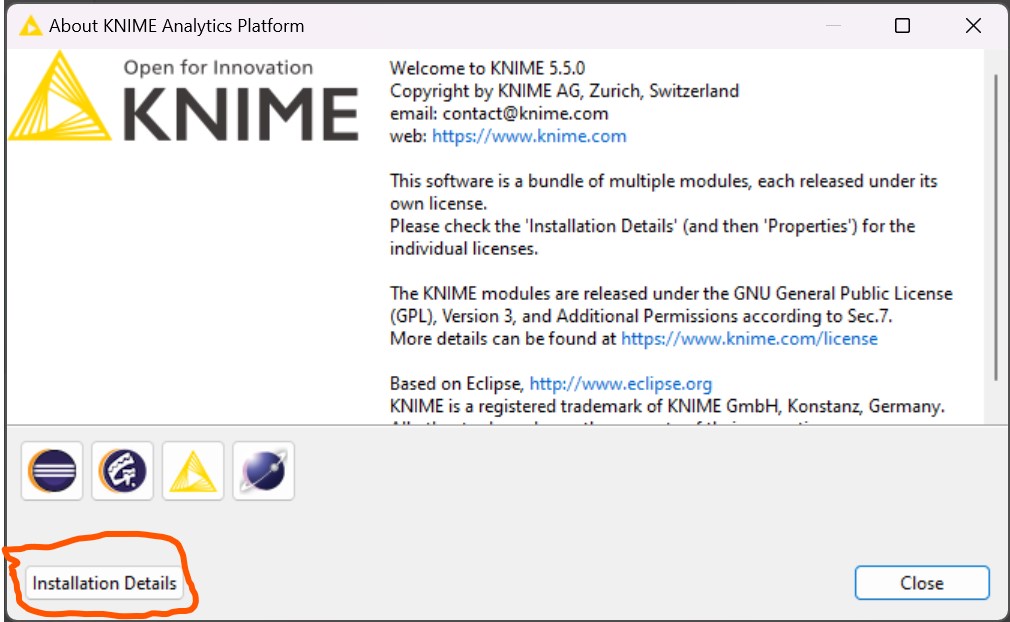 About KNIME Analytics Platform
Open for Innovation
KNIME
Welcome to KNIME 5.5.0
Copyright by KNIME AG, Zurich, Switzerland
email: contact@knime.com
web: https://www.knime.com
This software is a bundle of multiple modules, each released under its
own license.
Please check the 'Installation Details' (and then 'Properties') for the
individual licenses.
The KNIME modules are released under the GNU General Public License
(GPL), Version 3, and Additional Permissions according to Sec.7.
More details can be found at https://www.knime.com/license
Based on Eclipse, http://www.eclipse.org
KNIME is a registered trademark of KNIME GmbH, Konstanz, Germany.
Installation Details
Close